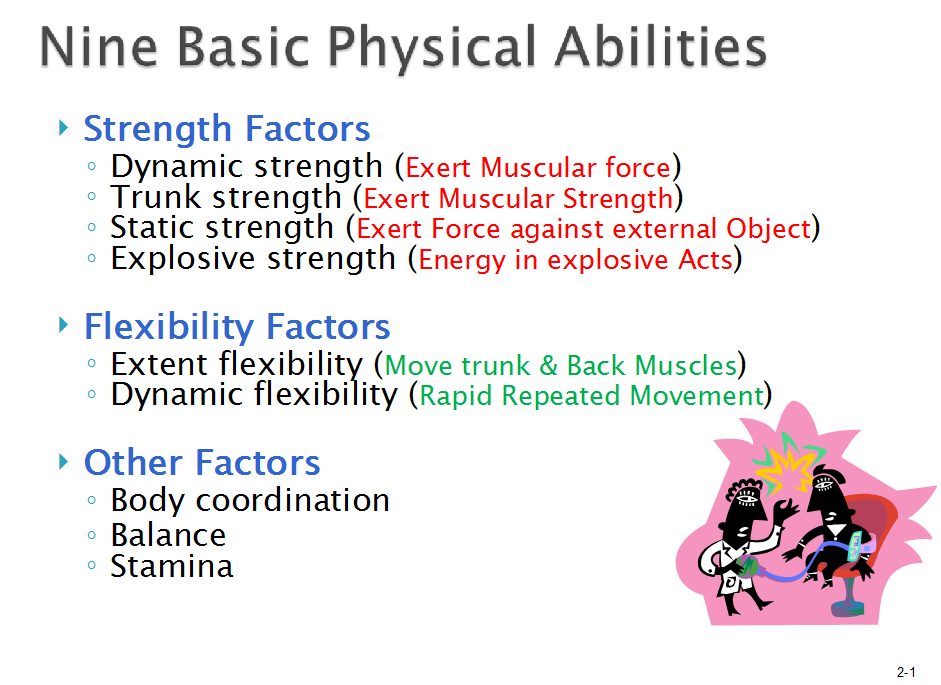 Nine Basic Physical Abilities
Strength Factors
Dynamic strength (Exert Muscular force)
Trunk strength (Exert Muscular Strength)
Static strength (Exert Force against external Object)
Explosive strength (Energy in explosive Acts)
Flexibility Factors
Extent flexibility (Move trunk & Back Muscles)
Dynamic flexibility (Rapid Repeated Movement)
Other Factors
Body coordination
Balance
Stamina
2-1